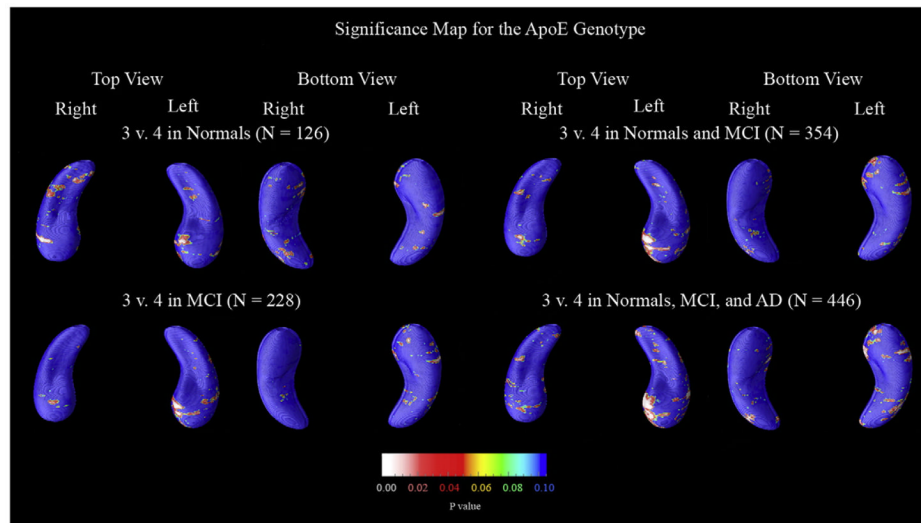 Significance Map for the ApoE Genotype
Top View Bottom View Top View Bottom View
Right Left Right Left Right Left Right Left
3 v. 4 in Normals (N = 126) 3 v. 4 in Normals and MCI (N = 354)
3 v. 4 in MCI (N = 228) 3 v. 4 in Normals, MCI, and AD (N = 446)
0.00 0.02 0.04 0.06 0.08 0.10
P value